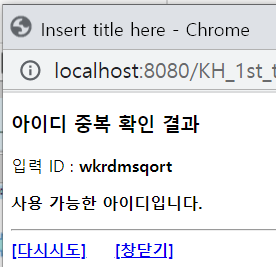 Insert title here - Chrome
localhost:8080/KH_1st_t
아이디 중복 확인 결과
입력 ID : wkrdmsqort
사용 가능한 아이디입니다.
[다시시도] [창닫기]